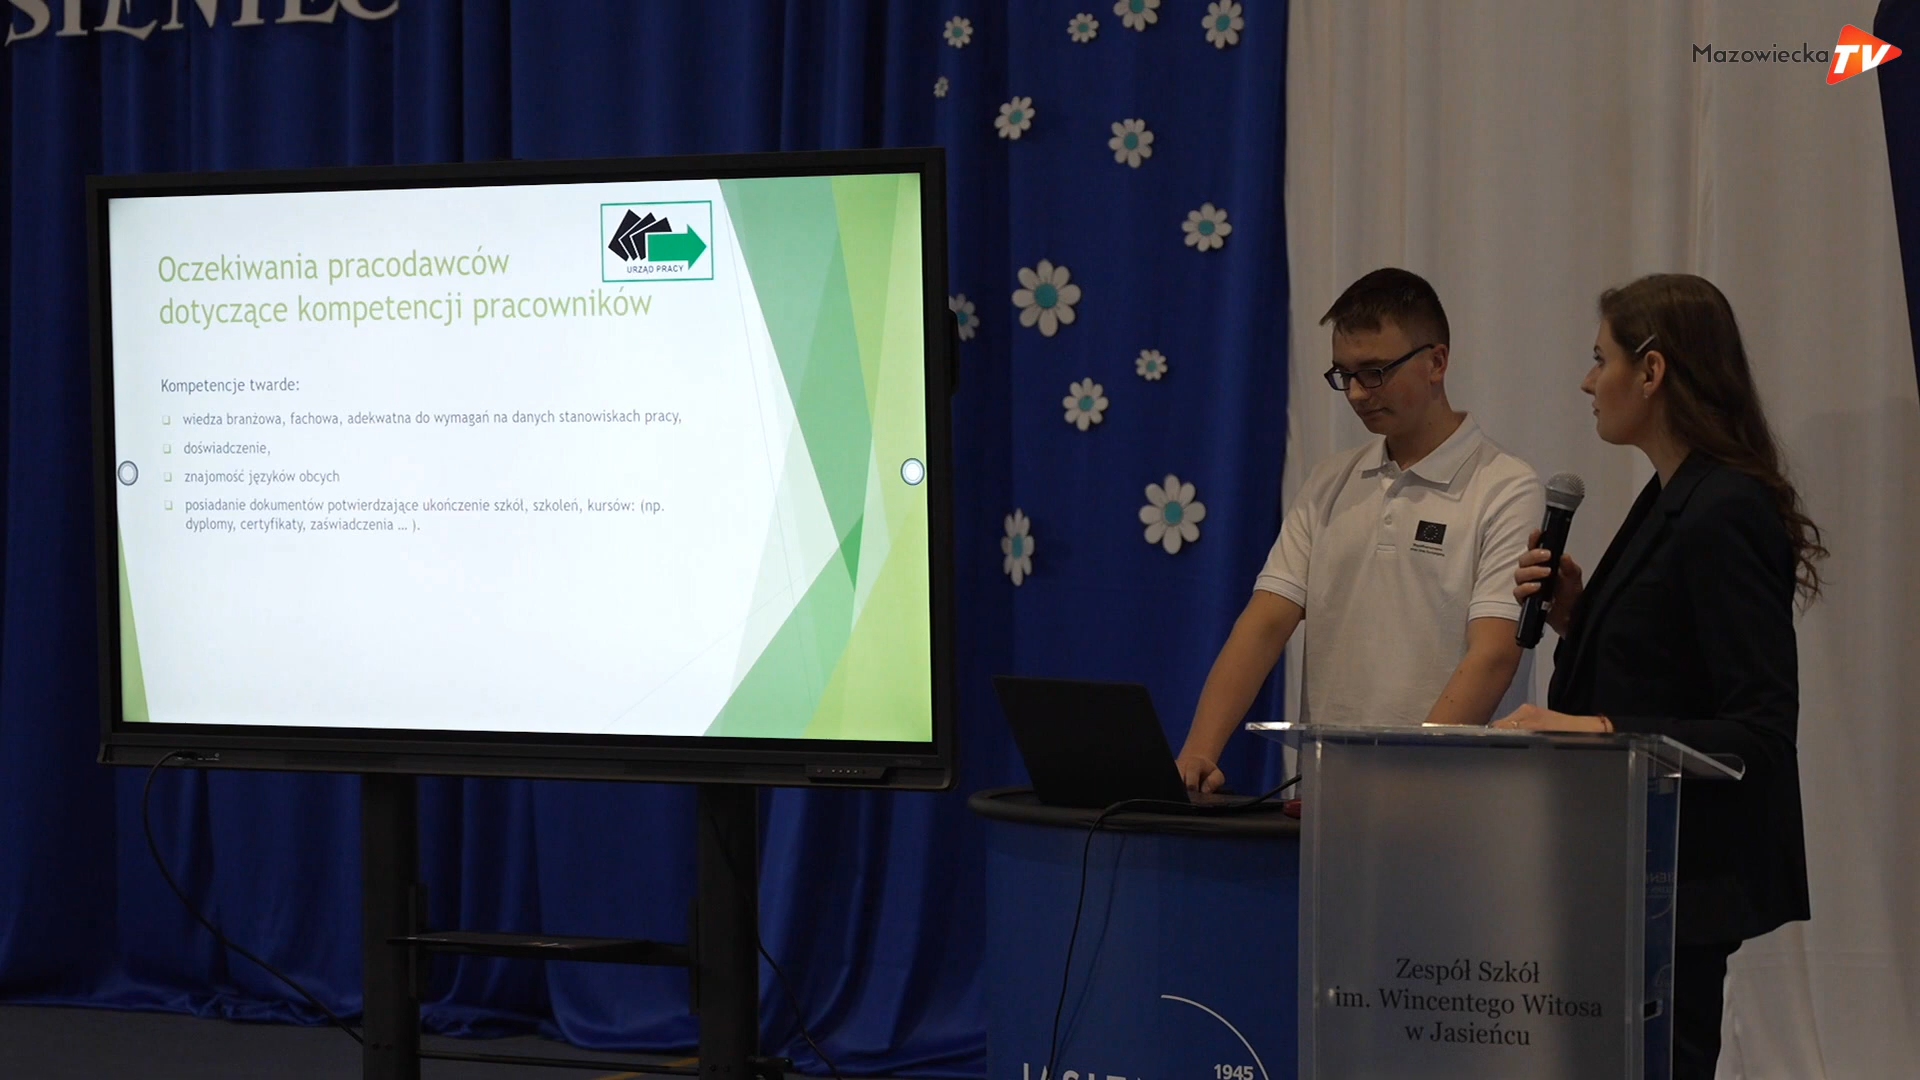 Mazowiecka TV
URZĄD PRACY
Oczekiwania pracodawców
dotyczące kompetencji pracowników
Kompetencje twarde:
wiedza branżowa, fachowa, adekwatna do wymagań na danych stanowiskach pracy,
doświadczenie,
znajomość języków obcych
posiadanie dokumentów potwierdzające ukończenie szkół, szkoleń, kursów: (np.
dyplomy, certyfikaty, zaświadczenia ... ).
Zespół Szkół
im. Wincentego Witosa
w Jasieńcu
1945